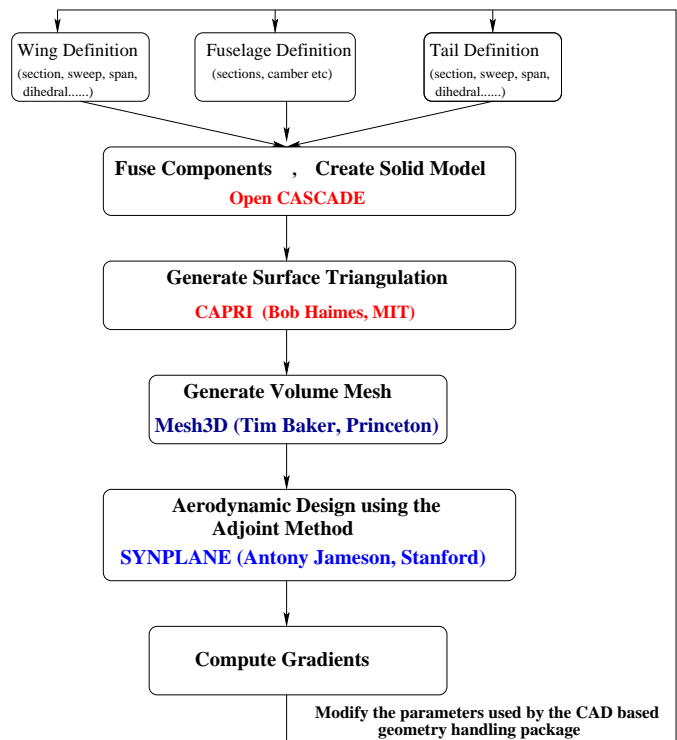 Wing Definition
(section, sweep, span,
dihedral......)
Fuselage Definition
(sections, camber etc)
Tail Definition
(section, sweep, span,
dihedral......)
Fuse Components , Create Solid Model
Open CASCADE
Generate Surface Triangulation
CAPRI (Bob Haimes, MIT)
Generate Volume Mesh
Mesh3D (Tim Baker, Princeton)
Aerodynamic Design using the
Adjoint Method
SYNPLANE (Antony Jameson, Stanford)
Compute Gradients
Modify the parameters used by the CAD based
geometry handling package